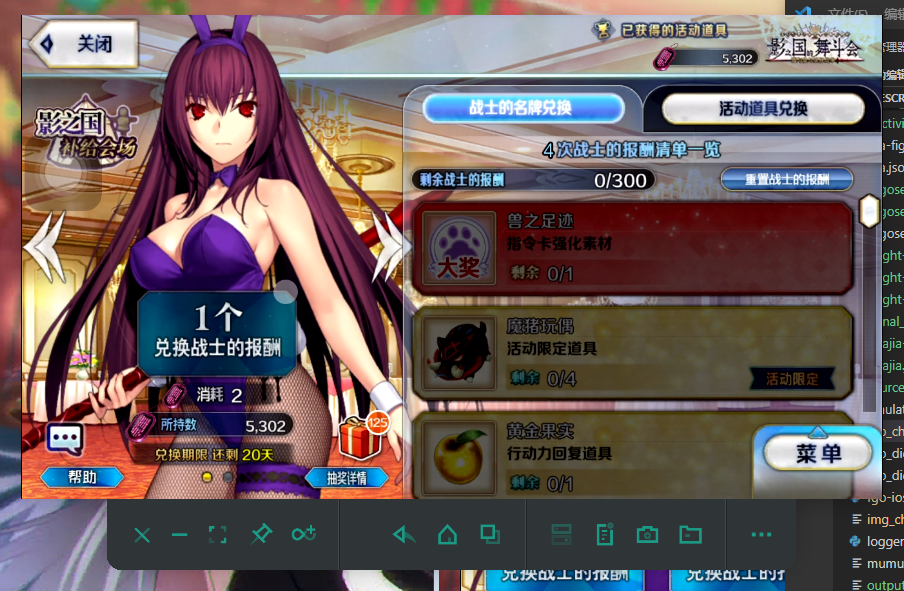 关闭
已获得的活动道具
5,302
影之国的舞斗会
影之国
补给会场
战士的名牌兑换
活动道具兑换
4次战士的报酬清单一览
剩余战士的报酬
0/300
重置战士的报酬
兽之足迹
指令卡强化素材
剩余 0/1
大奖
魔猪玩偶
活动限定道具
剩余 0/4
活动限定
黄金果实
行动力回复道具
剩余 0/1
1个
兑换战士的报酬
消耗 2
所持数 5,302
兑换期限 还剩 20天
125
帮助
抽奖详情
菜单
兑换战士的报酬
兑换战士的
文件(F)
img_ch
logger
mumu
output